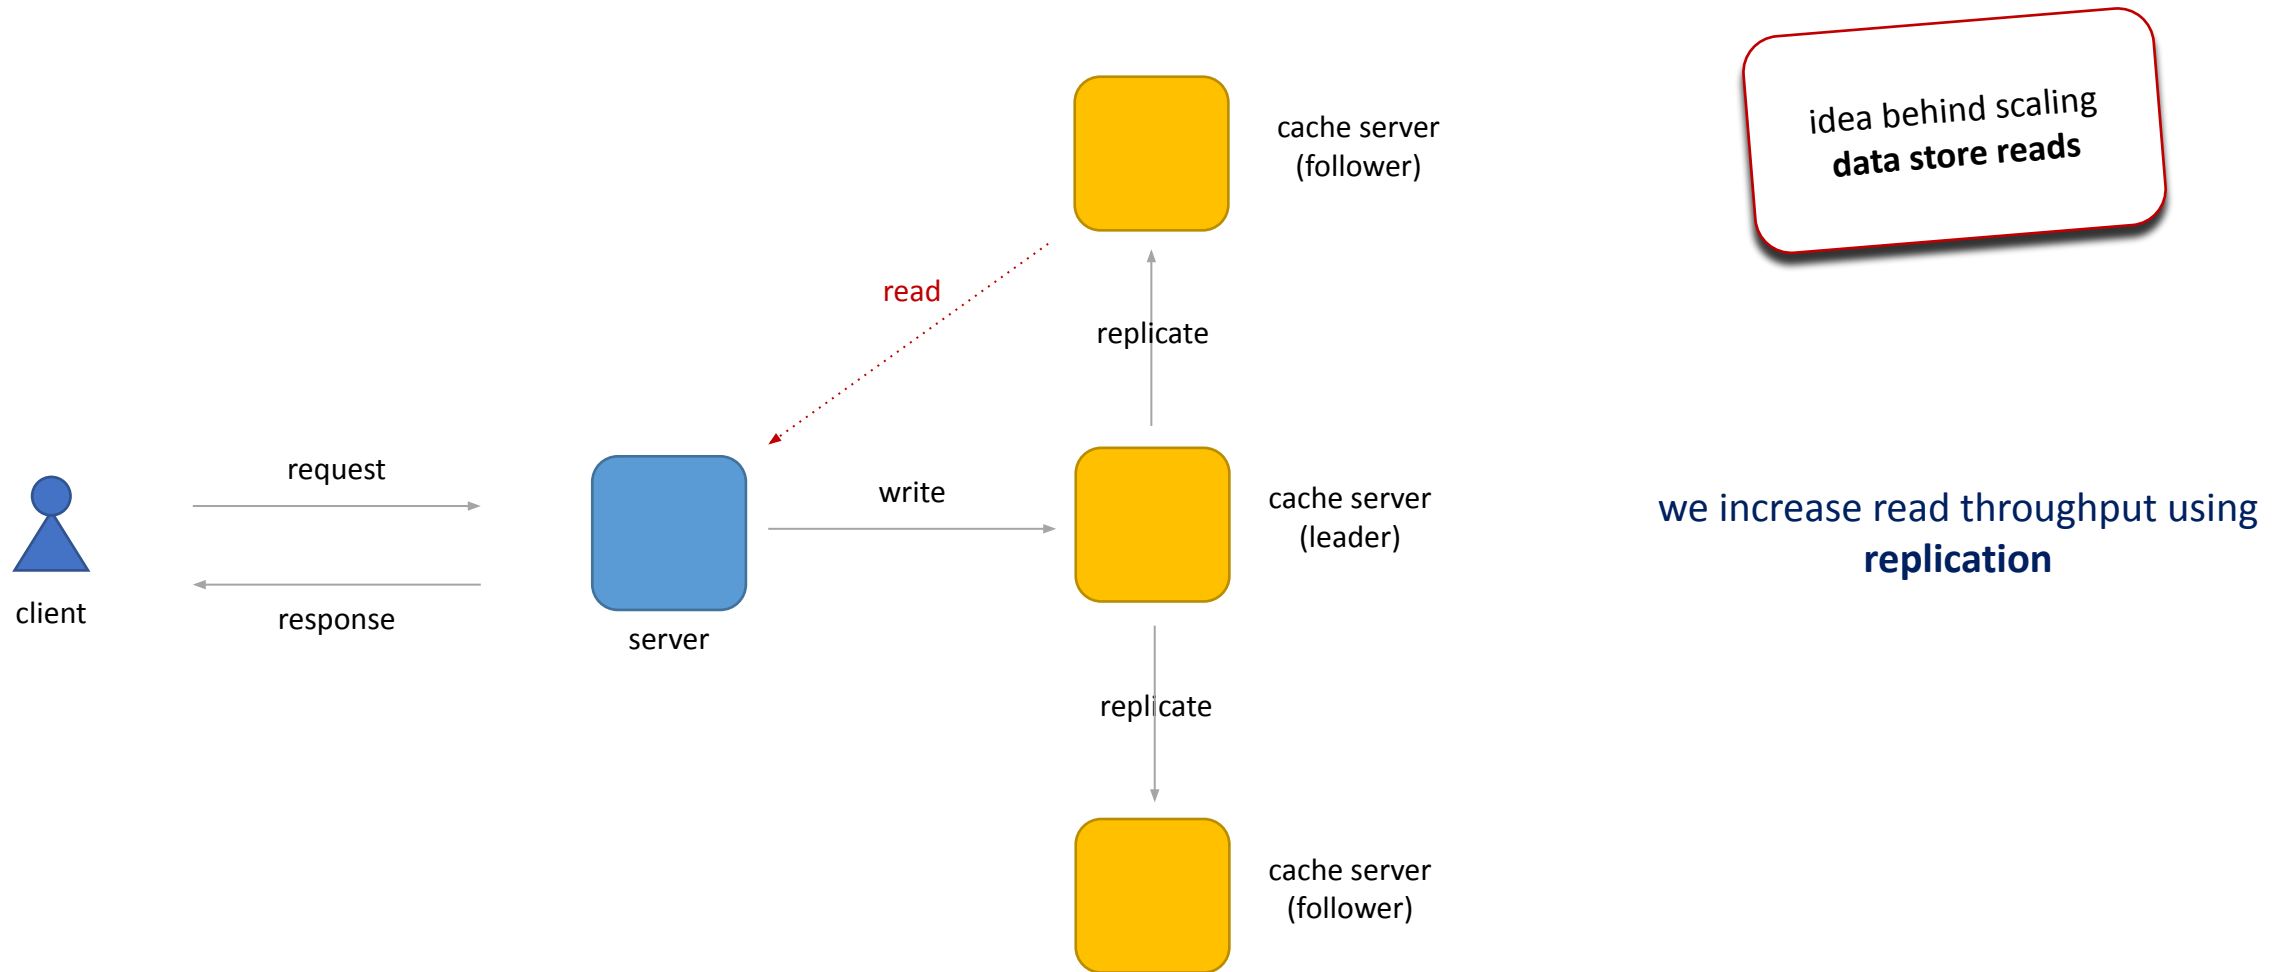 idea behind scaling
data store reads
cache server
(follower)
read
replicate
request
write
cache server
(leader)
we increase read throughput using
replication
client
response
server
replicate
cache server
(follower)